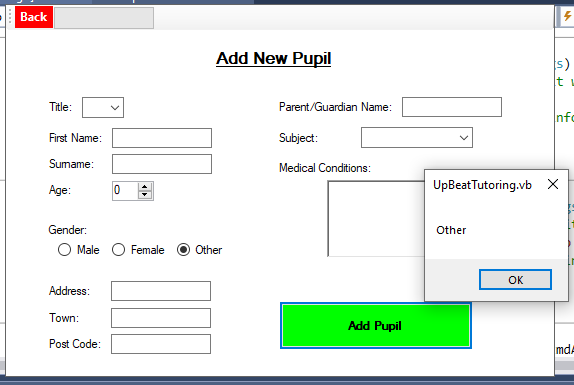 Back
Add New Pupil
Title:
Parent/Guardian Name:
First Name:
Subject:
Surname:
Medical Conditions:
Age: 0
UpBeatTutoring.vb
Other
OK
Gender:
Male Female Other
Address:
Town:
Post Code:
Add Pupil